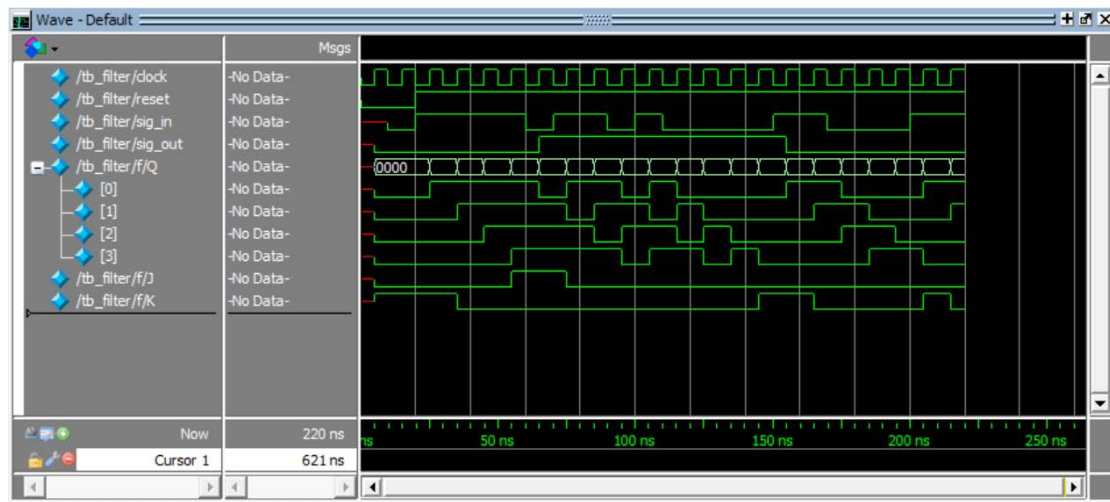 Wave - Default
Msgs
/tb_filter/clock -No Data-
/tb_filter/reset -No Data-
/tb_filter/sig_in -No Data-
/tb_filter/sig_out -No Data-
/tb_filter/f/Q -No Data- 0000
[0] -No Data-
[1] -No Data-
[2] -No Data-
[3] -No Data-
/tb_filter/f/J -No Data-
/tb_filter/f/K -No Data-
Now 220 ns ns 50 ns 100 ns 150 ns 200 ns 250 ns
Cursor 1 621 ns